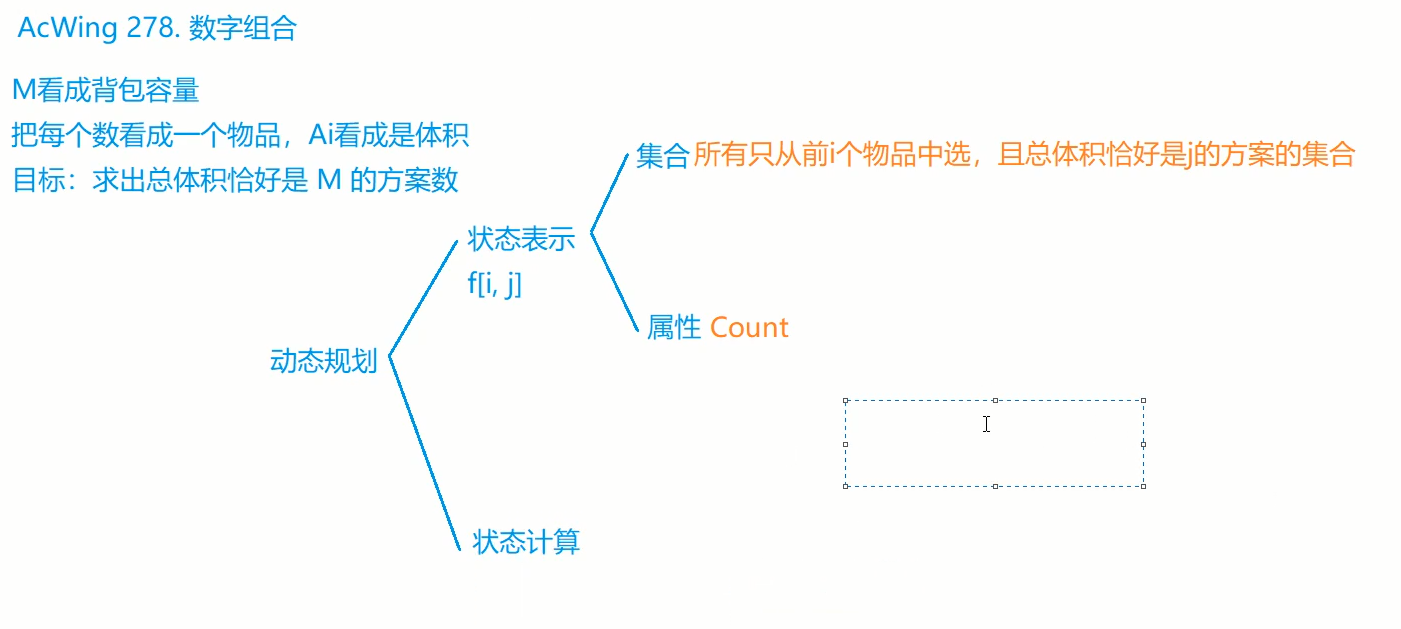 AcWing 278. 数字组合
M看成背包容量
把每个数看成一个物品，Ai看成是体积
目标：求出总体积恰好是 M 的方案数
集合 所有只从前i个物品中选，且总体积恰好是j的方案的集合
状态表示
f[i, j]
属性 Count
动态规划
状态计算